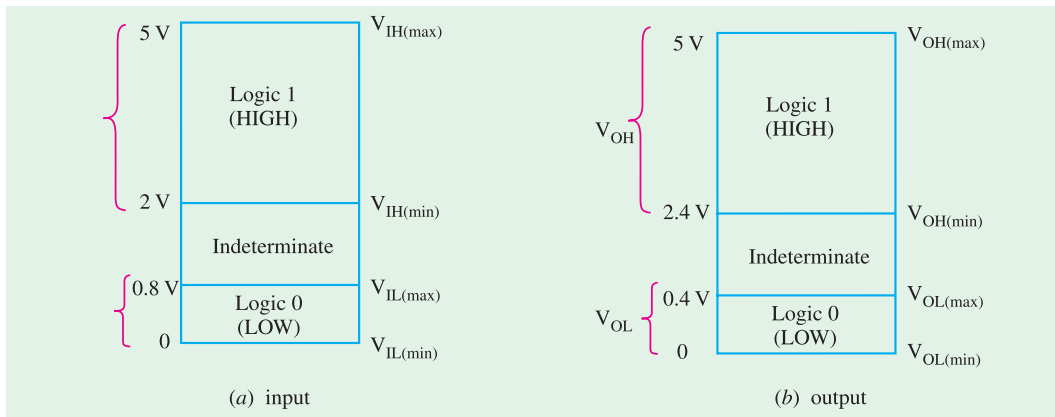 5 V
V_IH(max)
Logic 1
(HIGH)
2 V
V_IH(min)
Indeterminate
0.8 V
V_IL(max)
Logic 0
(LOW)
0
V_IL(min)
(a) input
5 V
V_OH(max)
Logic 1
(HIGH)
V_OH
2.4 V
V_OH(min)
Indeterminate
0.4 V
V_OL(max)
V_OL
Logic 0
(LOW)
0
V_OL(min)
(b) output